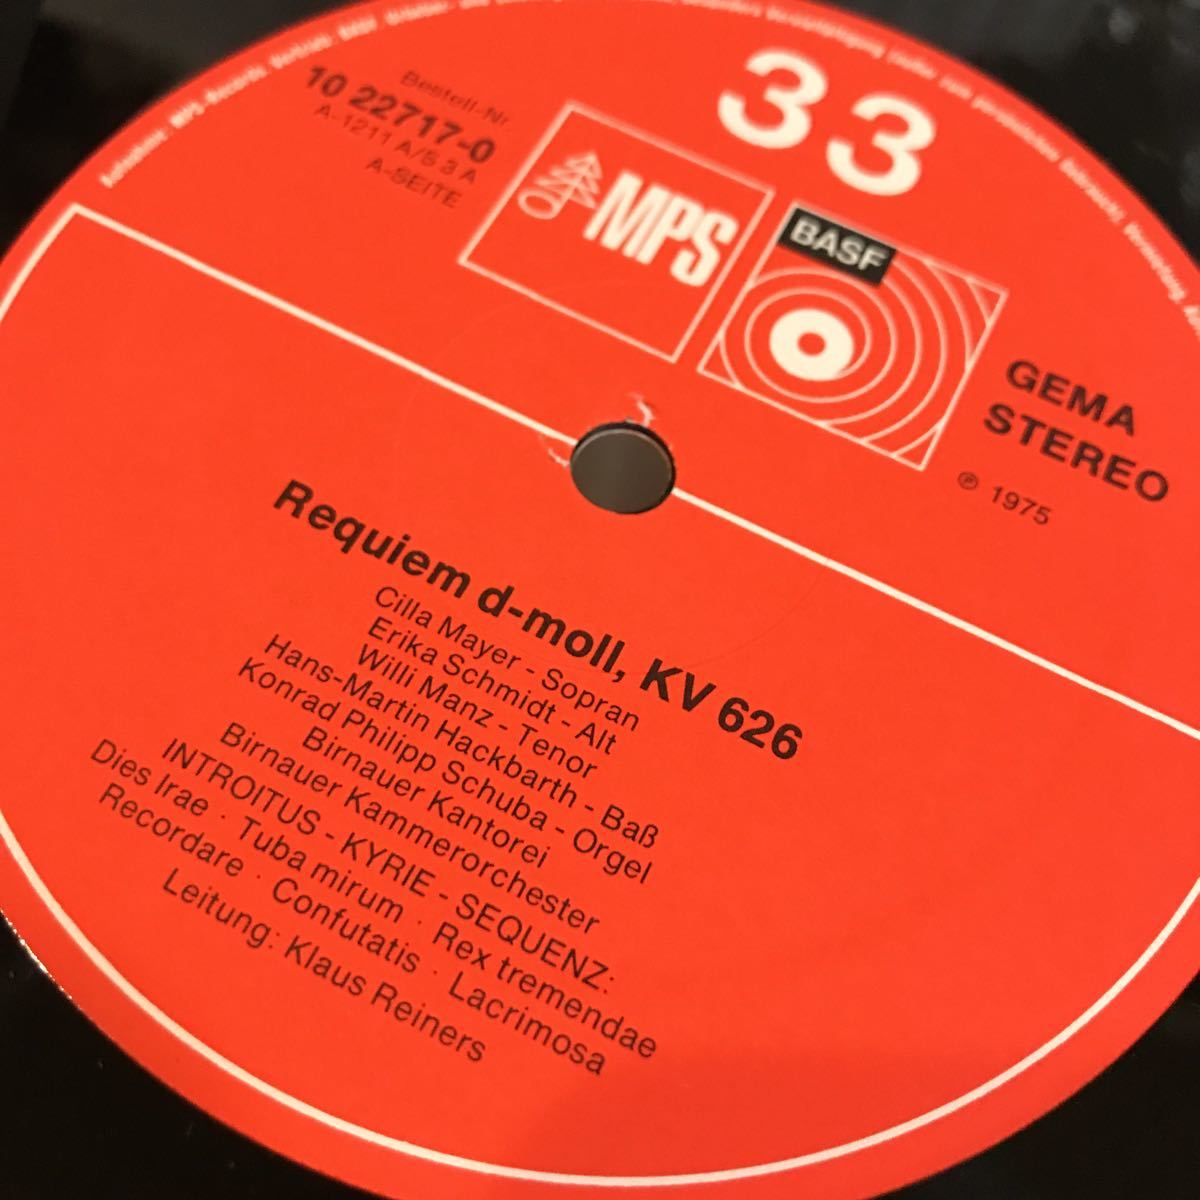 33
Bestell-Nr.
10 22717-0
A-1211 A/S 3 A
A-SEITE
MPS
BASF
GEMA
STEREO
℗ 1975
Requiem d-moll, KV 626
Cilla Mayer - Sopran
Erika Schmidt - Alt
Willi Manz - Tenor
Hans-Martin Hackbarth - Baß
Konrad Philipp Schuba - Orgel
Birnauer Kantorei
Birnauer Kammerorchester
INTROITUS - KYRIE - SEQUENZ:
Dies Irae · Tuba mirum · Rex tremendae
Recordare · Confutatis · Lacrimosa
Leitung: Klaus Reiners